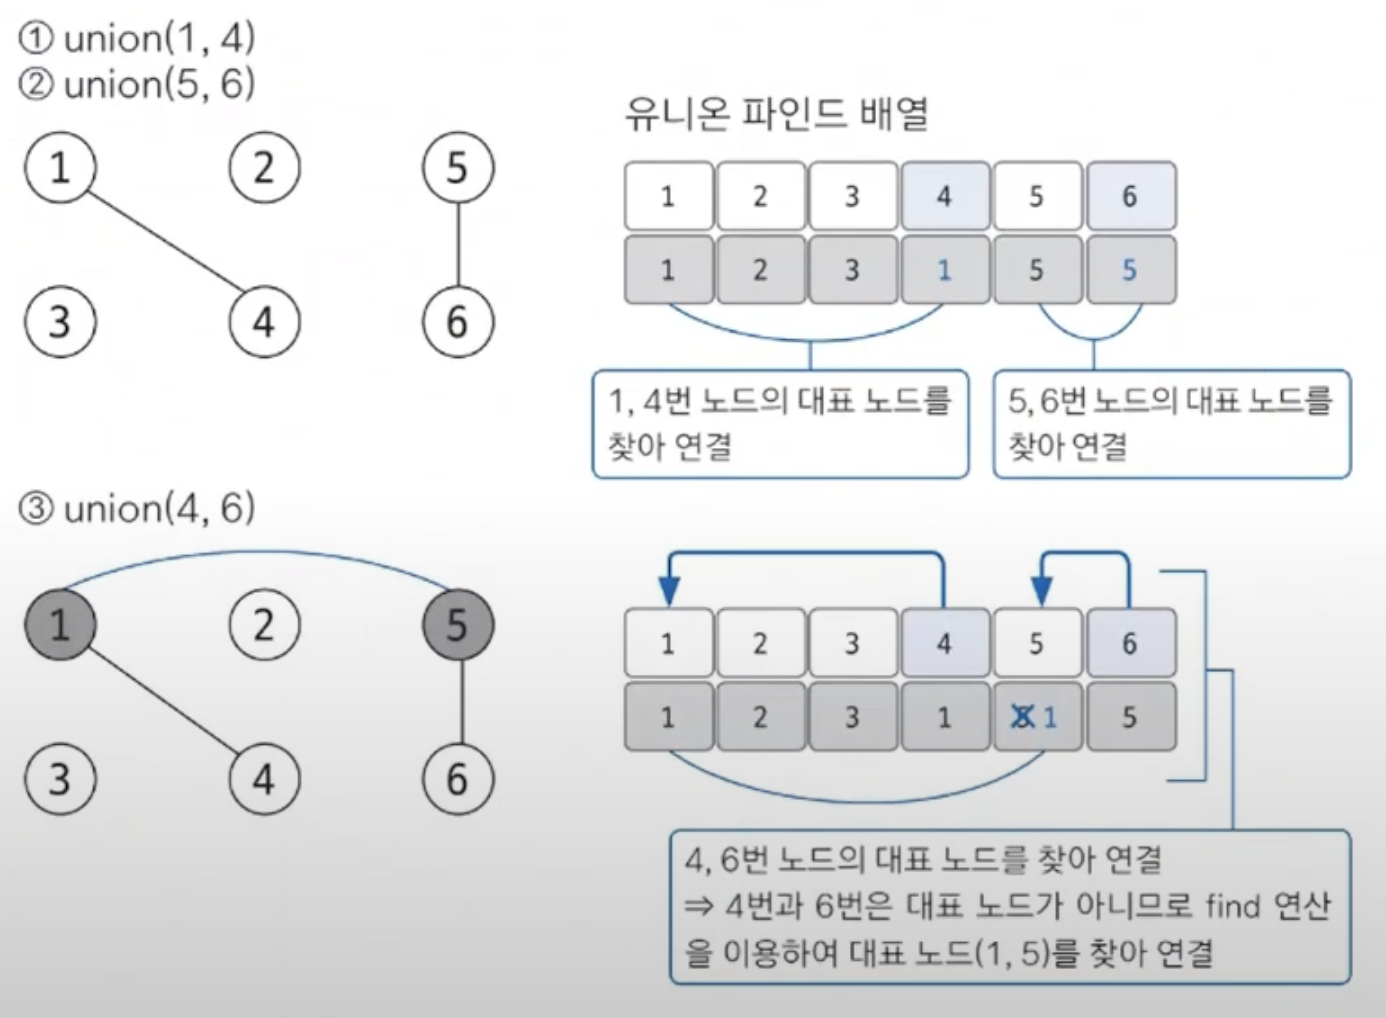 ① union(1, 4)
② union(5, 6)
1 2 5
3 4 6
유니온 파인드 배열
1 2 3 4 5 6
1 2 3 1 5 5
1, 4번 노드의 대표 노드를
찾아 연결
5, 6번 노드의 대표 노드를
찾아 연결
③ union(4, 6)
1 2 5
3 4 6
1 2 3 4 5 6
1 2 3 1 5 1 5
4, 6번 노드의 대표 노드를 찾아 연결
⇒ 4번과 6번은 대표 노드가 아니므로 find 연산
을 이용하여 대표 노드(1, 5)를 찾아 연결